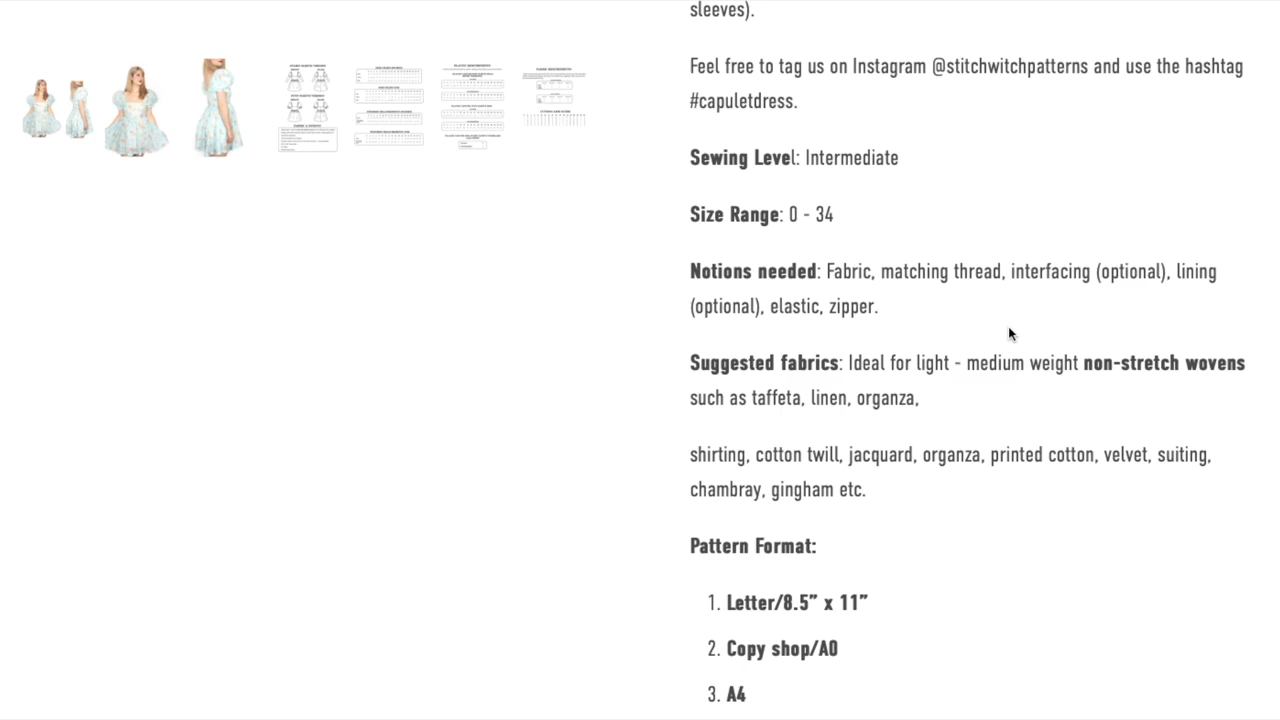 sleeves).
Feel free to tag us on Instagram @stitchwitchpatterns and use the hashtag
#capuletdress.
Sewing Level: Intermediate
Size Range: 0 - 34
Notions needed: Fabric, matching thread, interfacing (optional), lining
(optional), elastic, zipper.
Suggested fabrics: Ideal for light - medium weight non-stretch wovens
such as taffeta, linen, organza,
shirting, cotton twill, jacquard, organza, printed cotton, velvet, suiting,
chambray, gingham etc.
Pattern Format:
1. Letter/8.5” x 11”
2. Copy shop/A0
3. A4